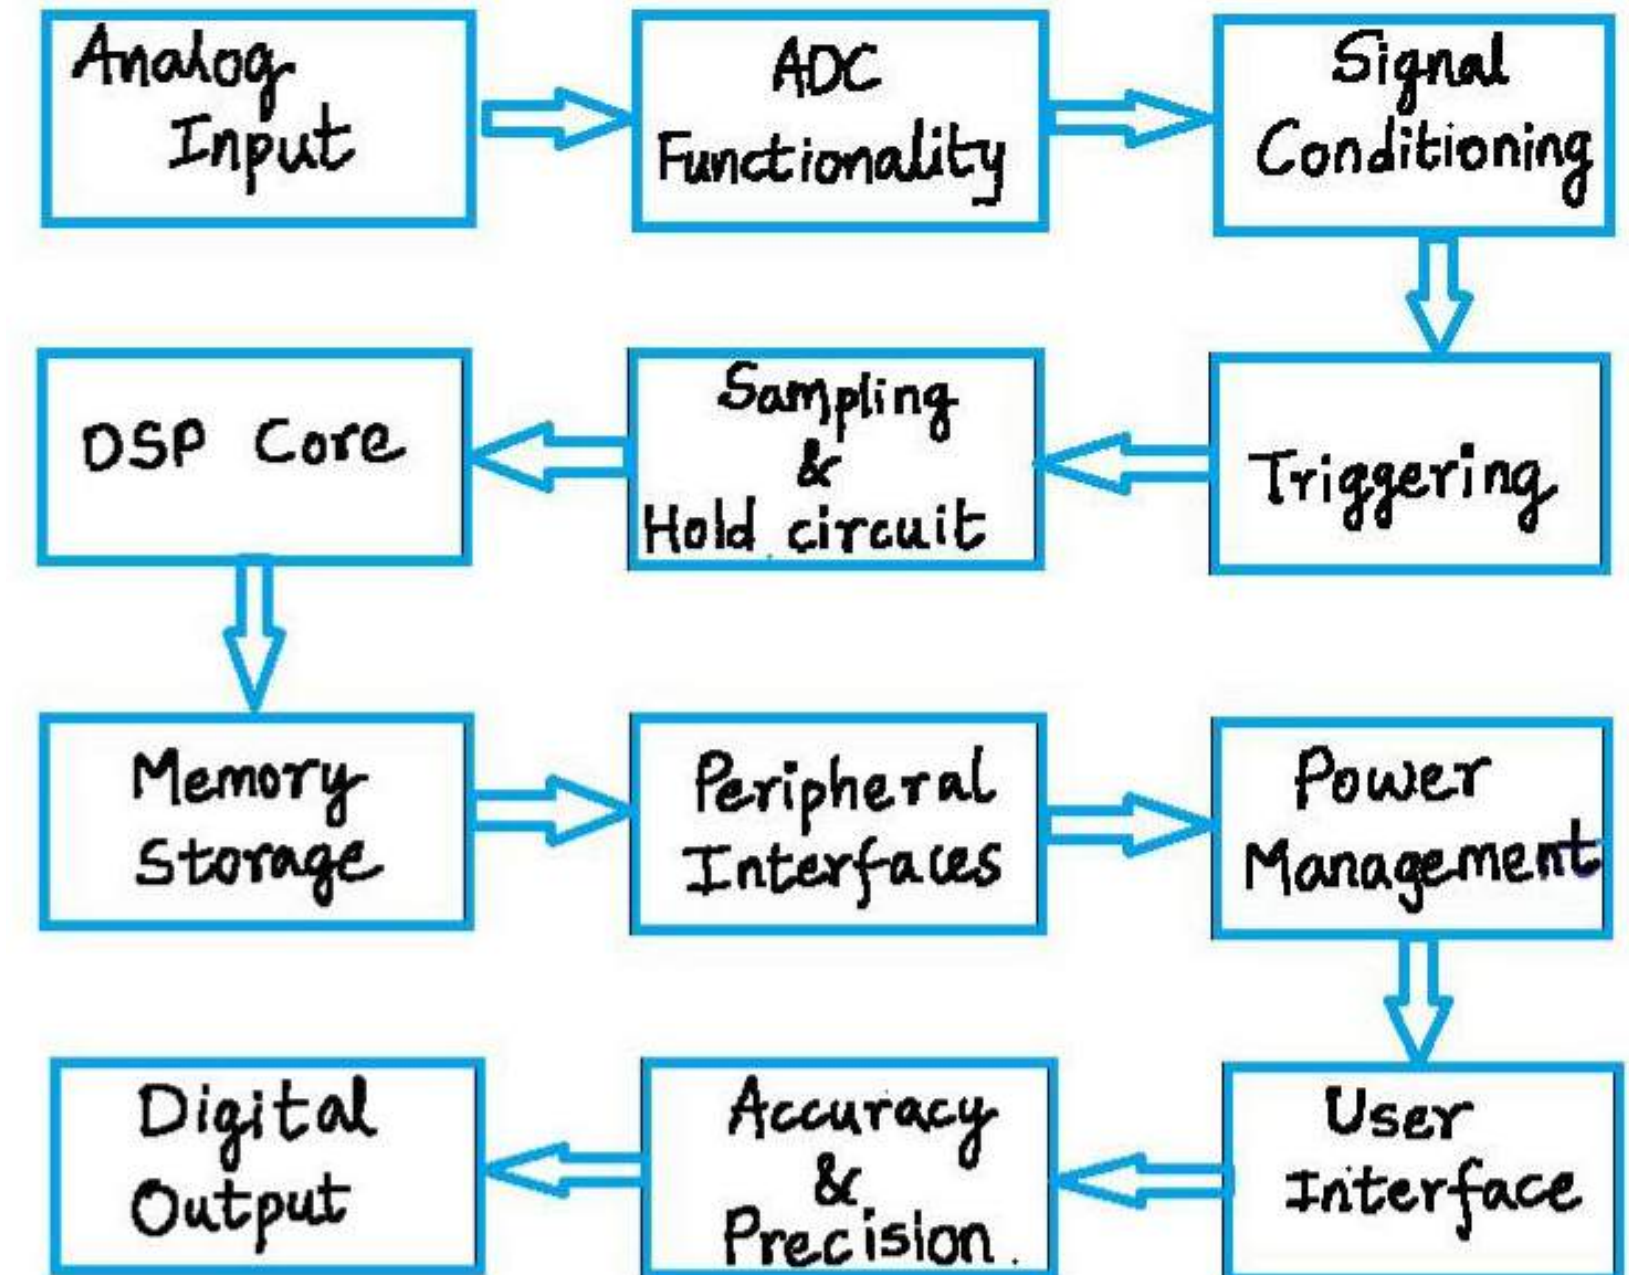 Analog
Input
ADC
Functionality
Signal
Conditioning
Triggering
Sampling
&
Hold circuit
DSP Core
Memory
Storage
Peripheral
Interfaces
Power
Management
User
Interface
Accuracy
&
Precision.
Digital
Output